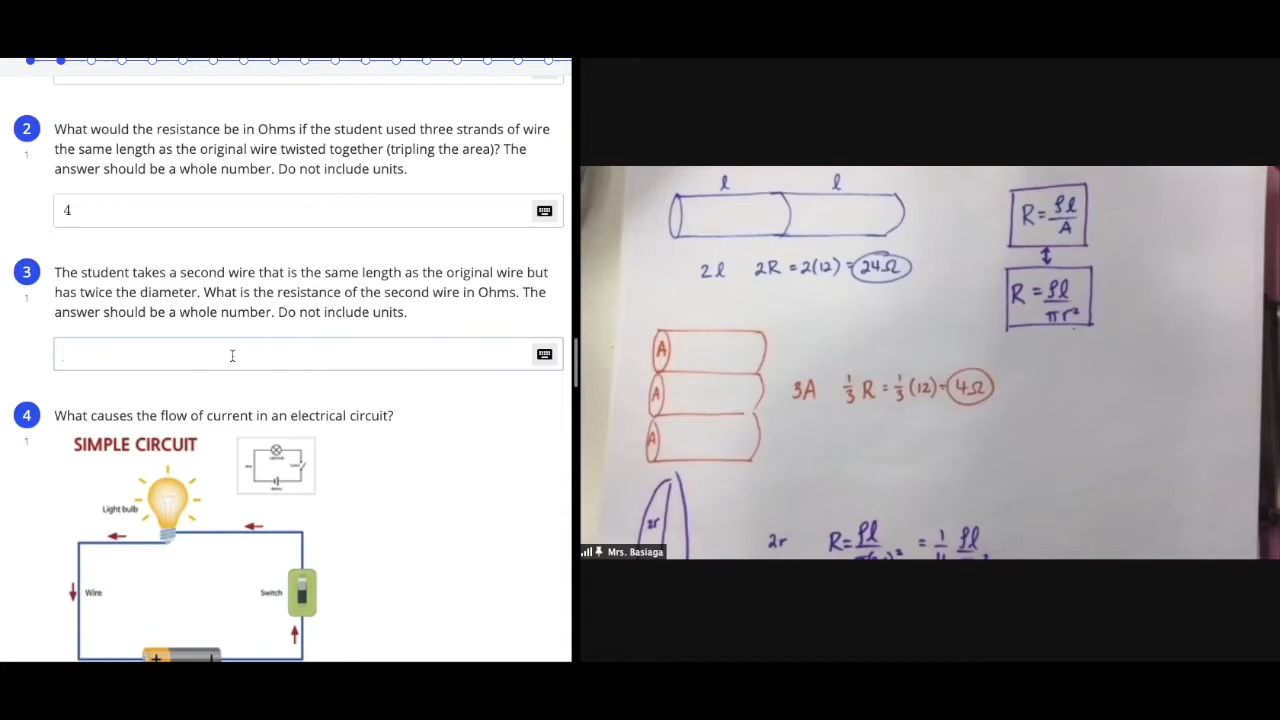 2
1
What would the resistance be in Ohms if the student used three strands of wire
the same length as the original wire twisted together (tripling the area)? The
answer should be a whole number. Do not include units.
4
3
1
The student takes a second wire that is the same length as the original wire but
has twice the diameter. What is the resistance of the second wire in Ohms. The
answer should be a whole number. Do not include units.
4
1
What causes the flow of current in an electrical circuit?
SIMPLE CIRCUIT
Light bulb
Wire
Switch
+
l l
2l 2R = 2(12) = 24Ω
R = ρl/A
R = ρl/πr²
A
A
A
3A 1/3 R = 1/3 (12) = 4Ω
2r
2r R = ρl
= 1 ρl
Mrs. Basiaga